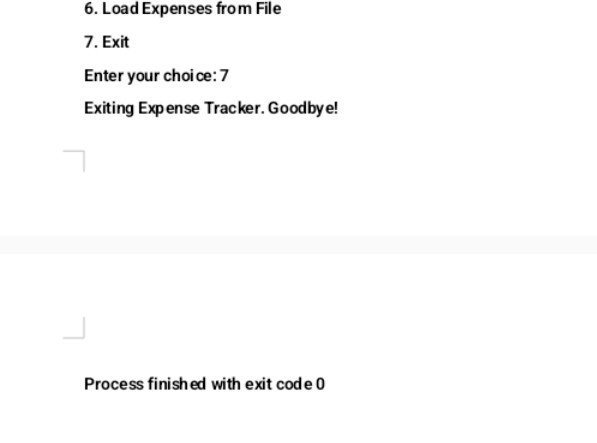 6. Load Expenses from File
7. Exit
Enter your choice: 7
Exiting Expense Tracker. Goodbye!
Process finished with exit code 0